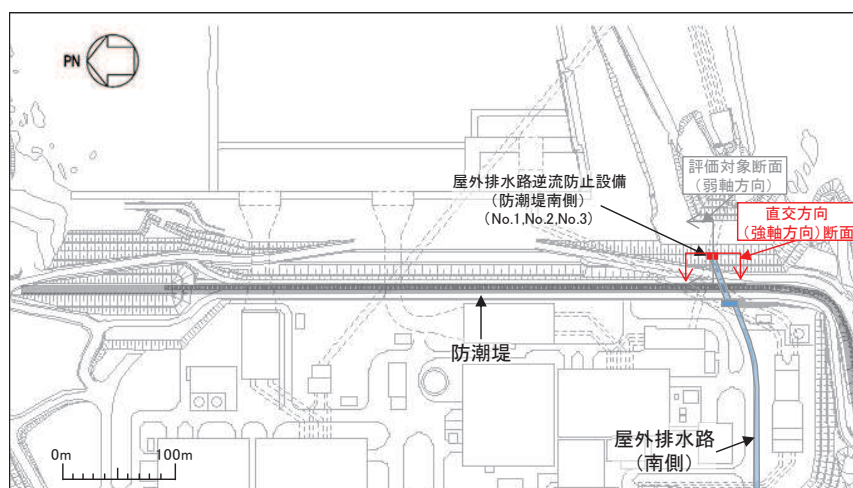 PN
評価対象断面
(弱軸方向)
屋外排水路逆流防止設備
(防潮堤南側)
(No.1,No.2,No.3)
直交方向
(強軸方向)断面
防潮堤
屋外排水路
(南側)
0m
100m